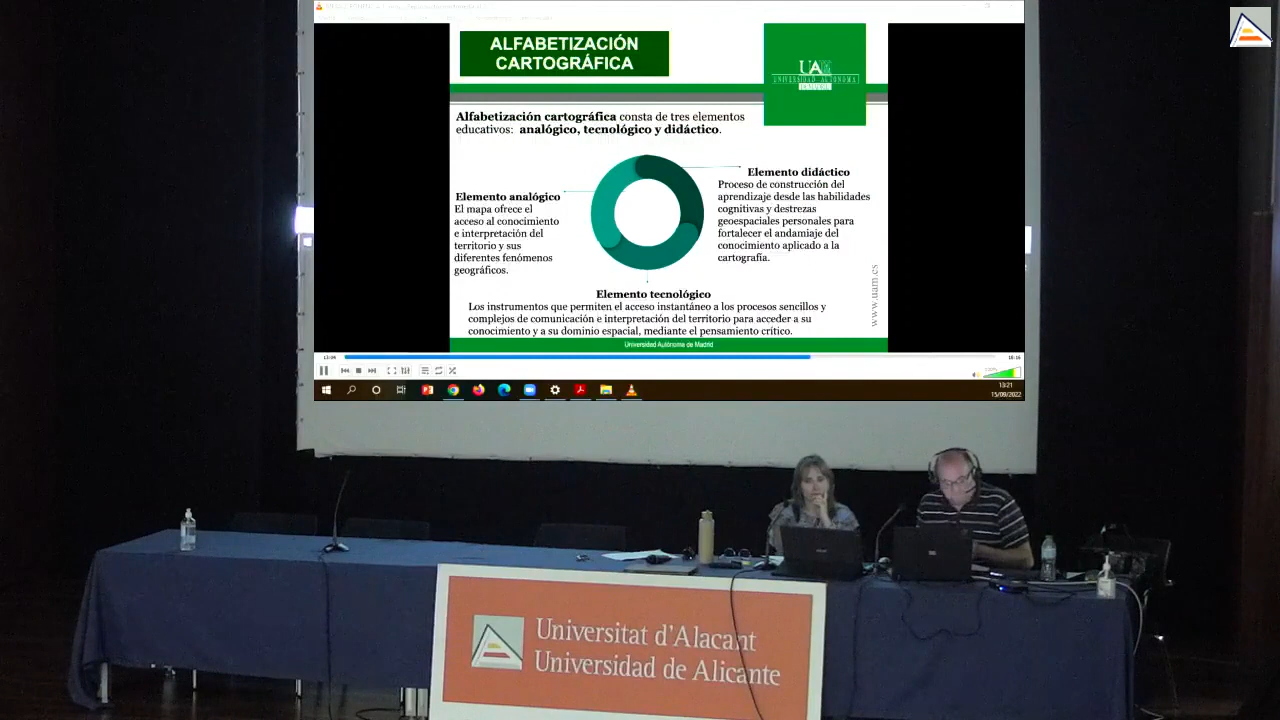 ALFABETIZACIÓN
CARTOGRÁFICA
UA
UNIVERSIDAD AUTONOMA
DE MADRID
Alfabetización cartográfica consta de tres elementos
educativos: analógico, tecnológico y didáctico.
Elemento didáctico
Proceso de construcción del
aprendizaje desde las habilidades
cognitivas y destrezas
geoespaciales personales para
fortalecer el andamiaje del
conocimiento aplicado a la
cartografía.
Elemento analógico
El mapa ofrece el
acceso al conocimiento
e interpretación del
territorio y sus
diferentes fenómenos
geográficos.
www.uam.es
Elemento tecnológico
Los instrumentos que permiten el acceso instantáneo a los procesos sencillos y
complejos de comunicación e interpretación del territorio para acceder a su
conocimiento y a su dominio espacial, mediante el pensamiento crítico.
Universidad Autónoma de Madrid
13:21
15/09/2022
Universitat d'Alacant
Universidad de Alicante